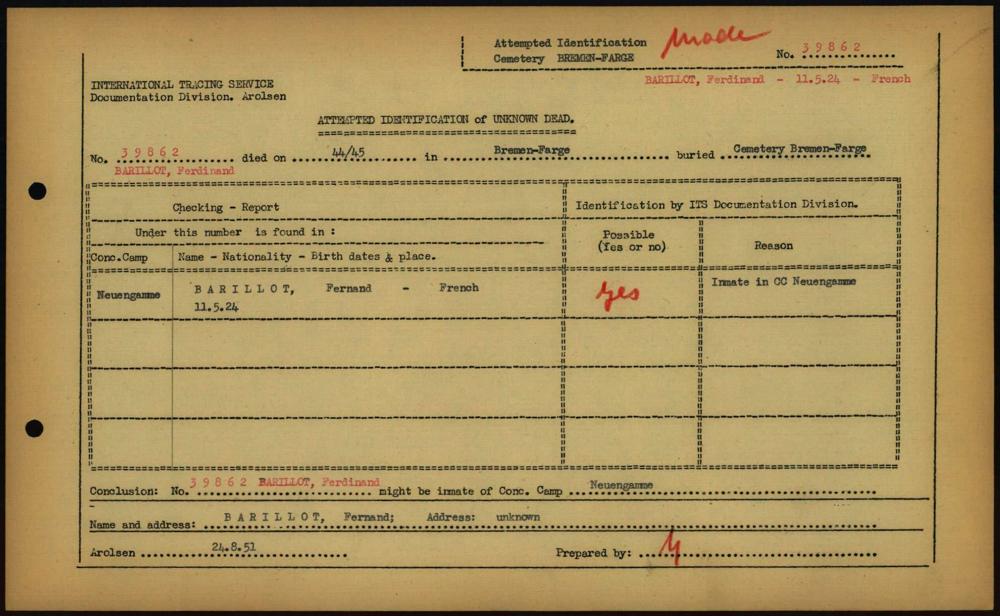 Attempted Identification made
Cemetery BREMEN-FARGE No. 39862
BARILLOT, Ferdinand - 11.5.24 - French
INTERNATIONAL TRACING SERVICE
Documentation Division. Arolsen
ATTEMPTED IDENTIFICATION of UNKNOWN DEAD.
No. 39862 died on 44/45 in Bremen-Farge buried Cemetery Bremen-Farge
BARILLOT, Ferdinand
Checking - Report
Identification by ITS Documentation Division.
Under this number is found in :
Possible
(Yes or no)
Reason
Conc.Camp Name - Nationality - Birth dates & place.
Neuengamme BARILLOT, Fernand - French
11.5.24
yes
Inmate in CC Neuengamme
Conclusion: No. 39862 BARILLOT, Ferdinand might be inmate of Conc. Camp Neuengamme
Name and address: BARILLOT, Fernand; Address: unknown
Arolsen 24.8.51 Prepared by: